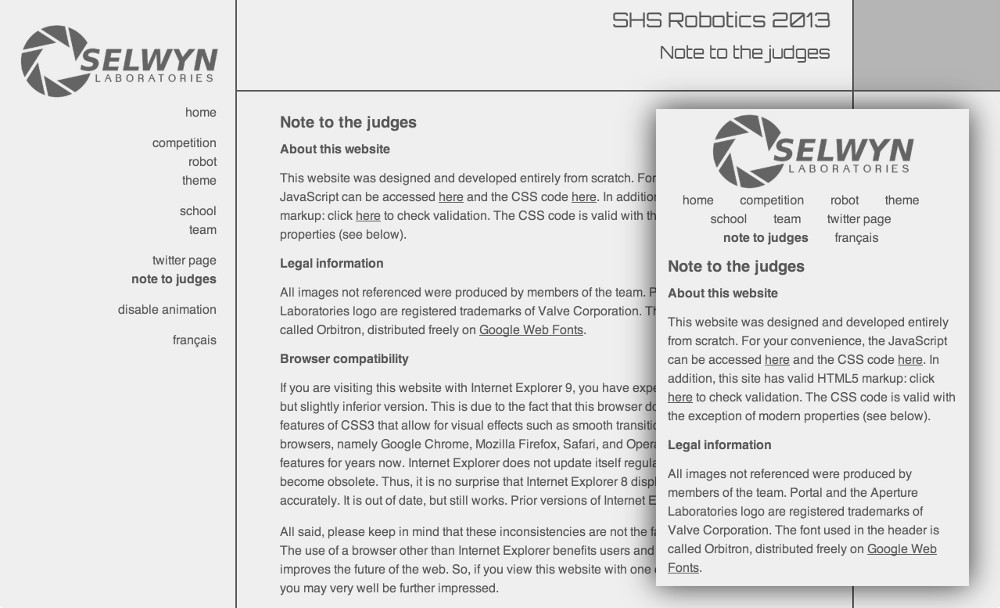 SELWYN
LABORATORIES
home
competition
robot
theme
school
team
twitter page
note to judges
disable animation
français
SHS Robotics 2013
Note to the judges
Note to the judges
About this website
This website was designed and developed entirely from scratch. For
JavaScript can be accessed here and the CSS code here. In addition
markup: click here to check validation. The CSS code is valid with th
properties (see below).
Legal information
All images not referenced were produced by members of the team. P
Laboratories logo are registered trademarks of Valve Corporation. Th
called Orbitron, distributed freely on Google Web Fonts.
Browser compatibility
If you are visiting this website with Internet Explorer 9, you have expe
but slightly inferior version. This is due to the fact that this browser do
features of CSS3 that allow for visual effects such as smooth transitio
browsers, namely Google Chrome, Mozilla Firefox, Safari, and Opera
features for years now. Internet Explorer does not update itself regula
become obsolete. Thus, it is no surprise that Internet Explorer 8 displ
accurately. It is out of date, but still works. Prior versions of Internet E
All said, please keep in mind that these inconsistencies are not the fa
The use of a browser other than Internet Explorer benefits users and
improves the future of the web. So, if you view this website with one
you may very well be further impressed.
SELWYN
LABORATORIES
home competition robot theme
school team twitter page
note to judges français
Note to the judges
About this website
This website was designed and developed entirely
from scratch. For your convenience, the JavaScript
can be accessed here and the CSS code here. In
addition, this site has valid HTML5 markup: click
here to check validation. The CSS code is valid with
the exception of modern properties (see below).
Legal information
All images not referenced were produced by
members of the team. Portal and the Aperture
Laboratories logo are registered trademarks of
Valve Corporation. The font used in the header is
called Orbitron, distributed freely on Google Web
Fonts.